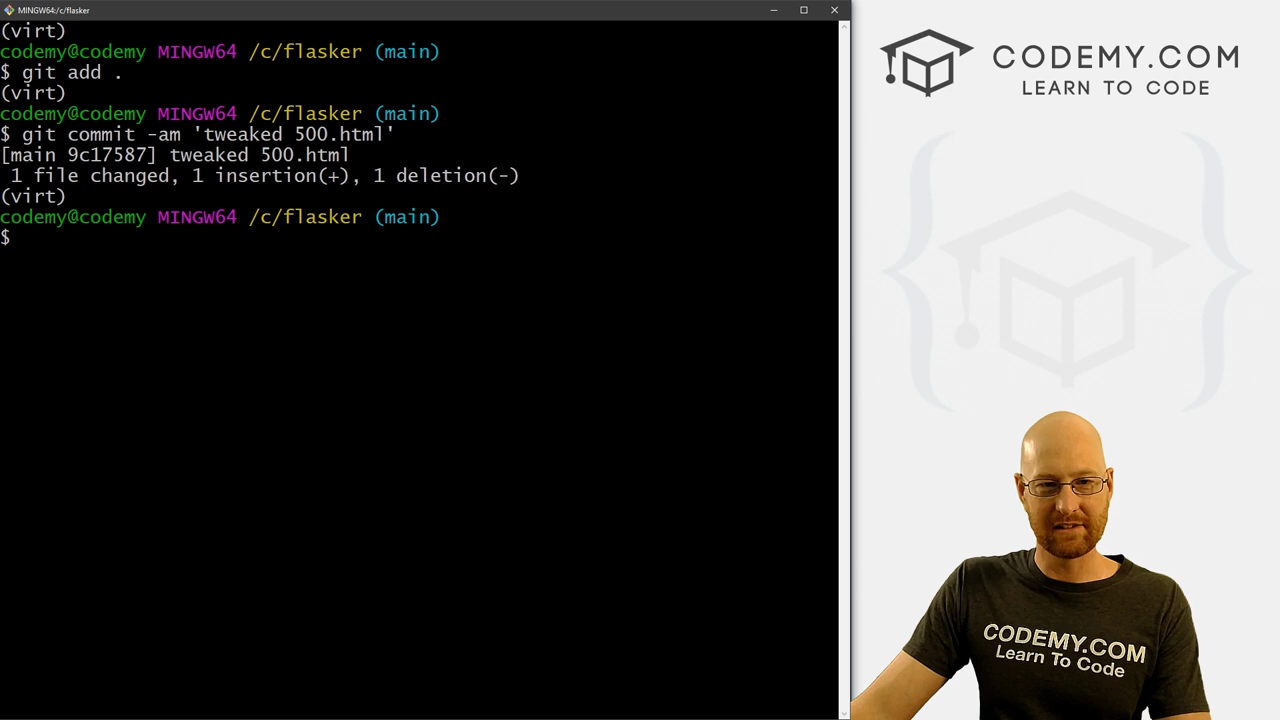 MINGW64:/c/flasker
(virt)
codemy@codemy MINGW64 /c/flasker (main)
$ git add .
(virt)
codemy@codemy MINGW64 /c/flasker (main)
$ git commit -am 'tweaked 500.html'
[main 9c17587] tweaked 500.html
 1 file changed, 1 insertion(+), 1 deletion(-)
(virt)
codemy@codemy MINGW64 /c/flasker (main)
$
CODEMY.COM
LEARN TO CODE
CODEMY.COM
Learn To Code